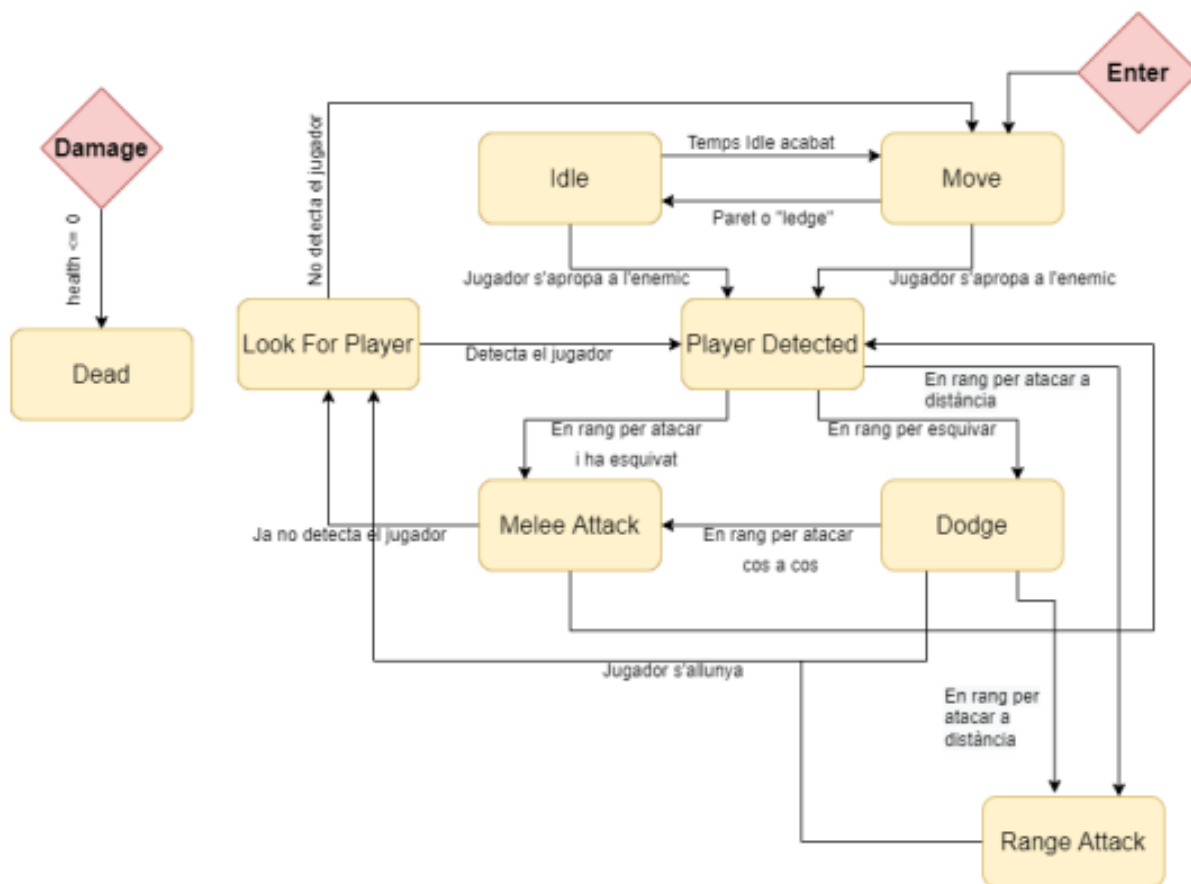 Enter
Damage
No detecta el jugador
Idle
Temps Idle acabat
Move
Paret o "ledge"
health <= 0
Jugador s'apropa a l'enemic
Jugador s'apropa a l'enemic
Look For Player
Player Detected
Dead
Detecta el jugador
En rang per atacar a
distància
En rang per atacar
i ha esquivat
En rang per esquivar
Ja no detecta el jugador
Melee Attack
En rang per atacar
cos a cos
Dodge
Jugador s'allunya
En rang per
atacar a
distància
Range Attack